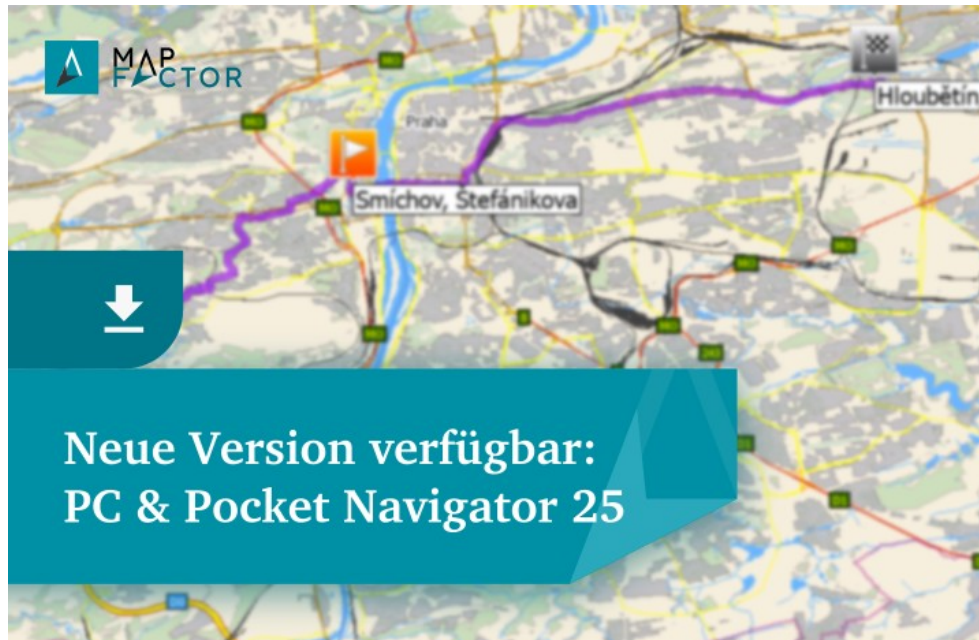 MAP
FACTOR
Praha
Hloubětín
Smíchov, Štefánikova
Neue Version verfügbar:
PC & Pocket Navigator 25